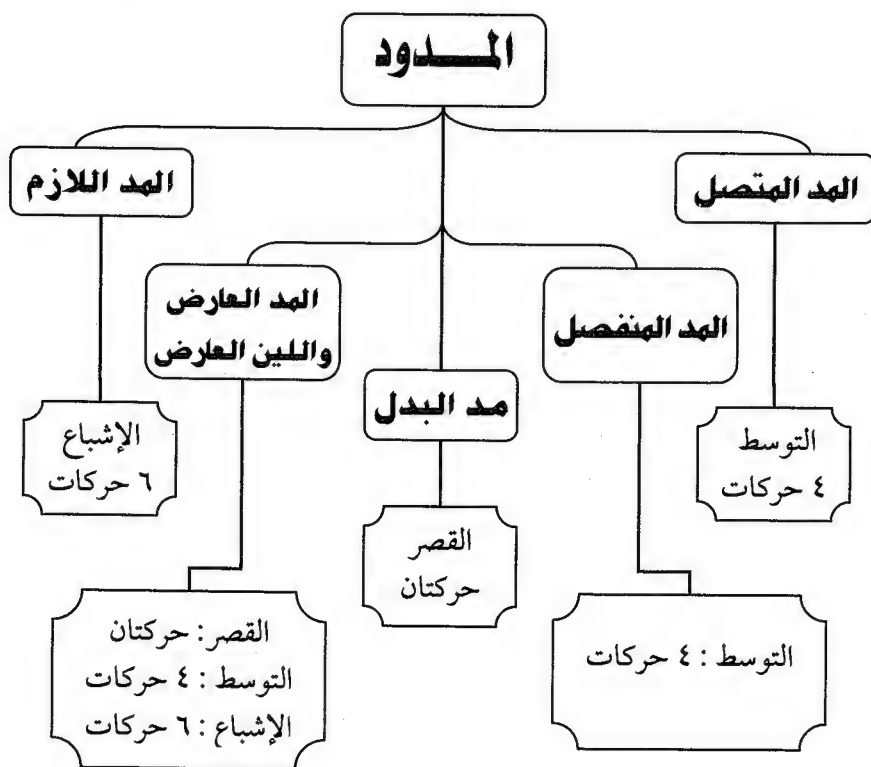 المــدود
المد المتصل
التوسط
٤ حركات
المد المنفصل
التوسط : ٤ حركات
مد البدل
القصر
حركتان
المد العارض
واللين العارض
القصر : حركتان
التوسط : ٤ حركات
الإشباع : ٦ حركات
المد اللازم
الإشباع
٦ حركات